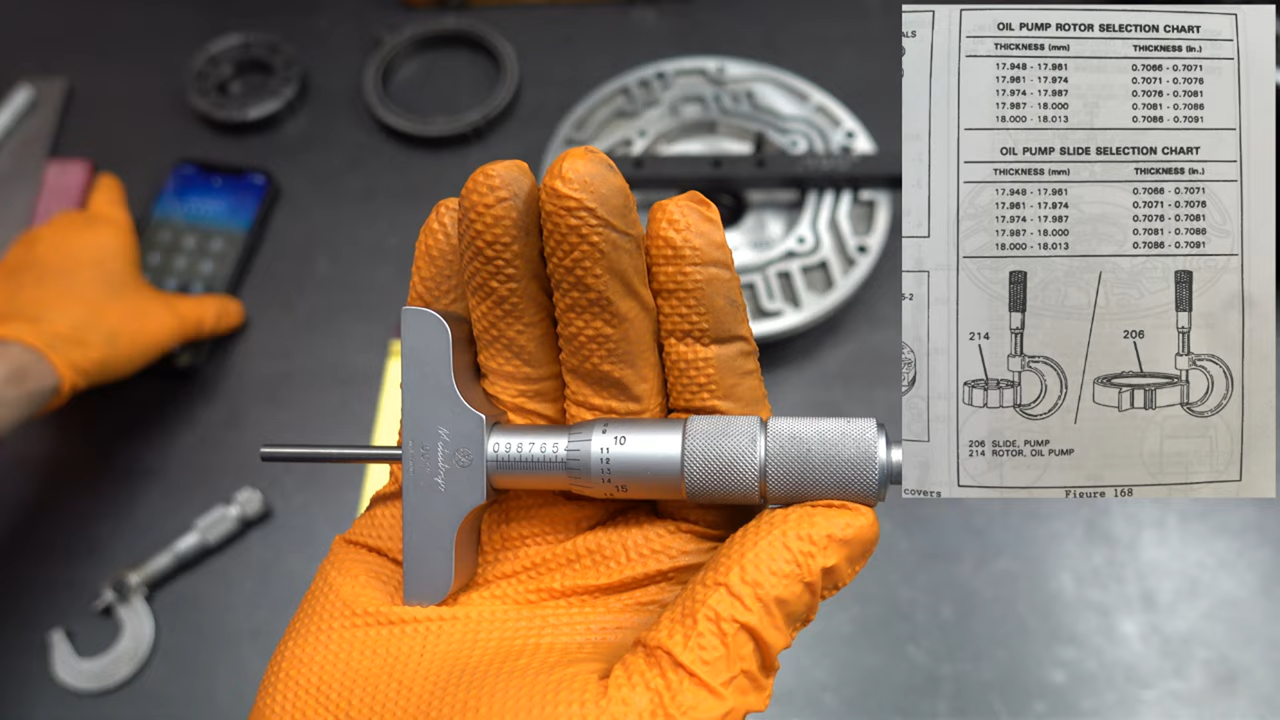 0987654
10
11
12
13
14
15
ALS
OIL PUMP ROTOR SELECTION CHART
THICKNESS (mm) THICKNESS (in.)
17.948 - 17.961 0.7066 - 0.7071
17.961 - 17.974 0.7071 - 0.7076
17.974 - 17.987 0.7076 - 0.7081
17.987 - 18.000 0.7081 - 0.7086
18.000 - 18.013 0.7086 - 0.7091
OIL PUMP SLIDE SELECTION CHART
THICKNESS (mm) THICKNESS (in.)
17.948 - 17.961 0.7066 - 0.7071
17.961 - 17.974 0.7071 - 0.7076
17.974 - 17.987 0.7076 - 0.7081
17.987 - 18.000 0.7081 - 0.7086
18.000 - 18.013 0.7086 - 0.7091
214
206
206 SLIDE, PUMP
214 ROTOR, OIL PUMP
covers
Figure 168